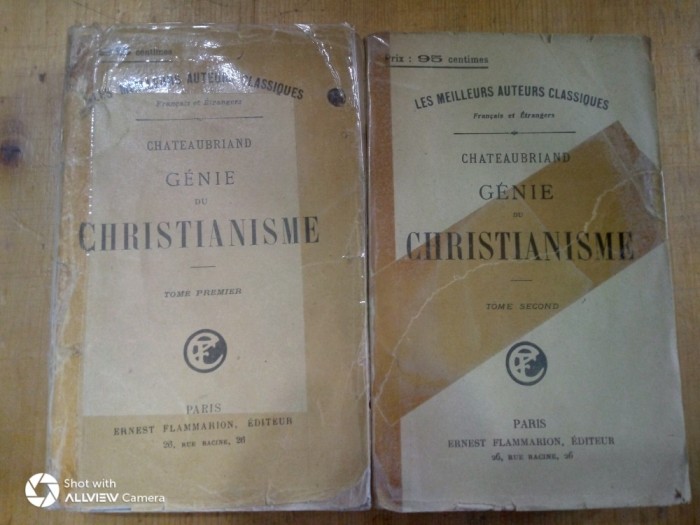 centimes
LES MEILLEURS AUTEURS CLASSIQUES
Français et Étrangers
CHATEAUBRIAND
GÉNIE
DU
CHRISTIANISME
TOME PREMIER
PARIS
ERNEST FLAMMARION, ÉDITEUR
26, RUE RACINE, 26
Prix : 95 centimes
LES MEILLEURS AUTEURS CLASSIQUES
Français et Étrangers
CHATEAUBRIAND
GÉNIE
DU
CHRISTIANISME
TOME SECOND
PARIS
ERNEST FLAMMARION, ÉDITEUR
26, RUE RACINE, 26
Shot with
ALLVIEW Camera